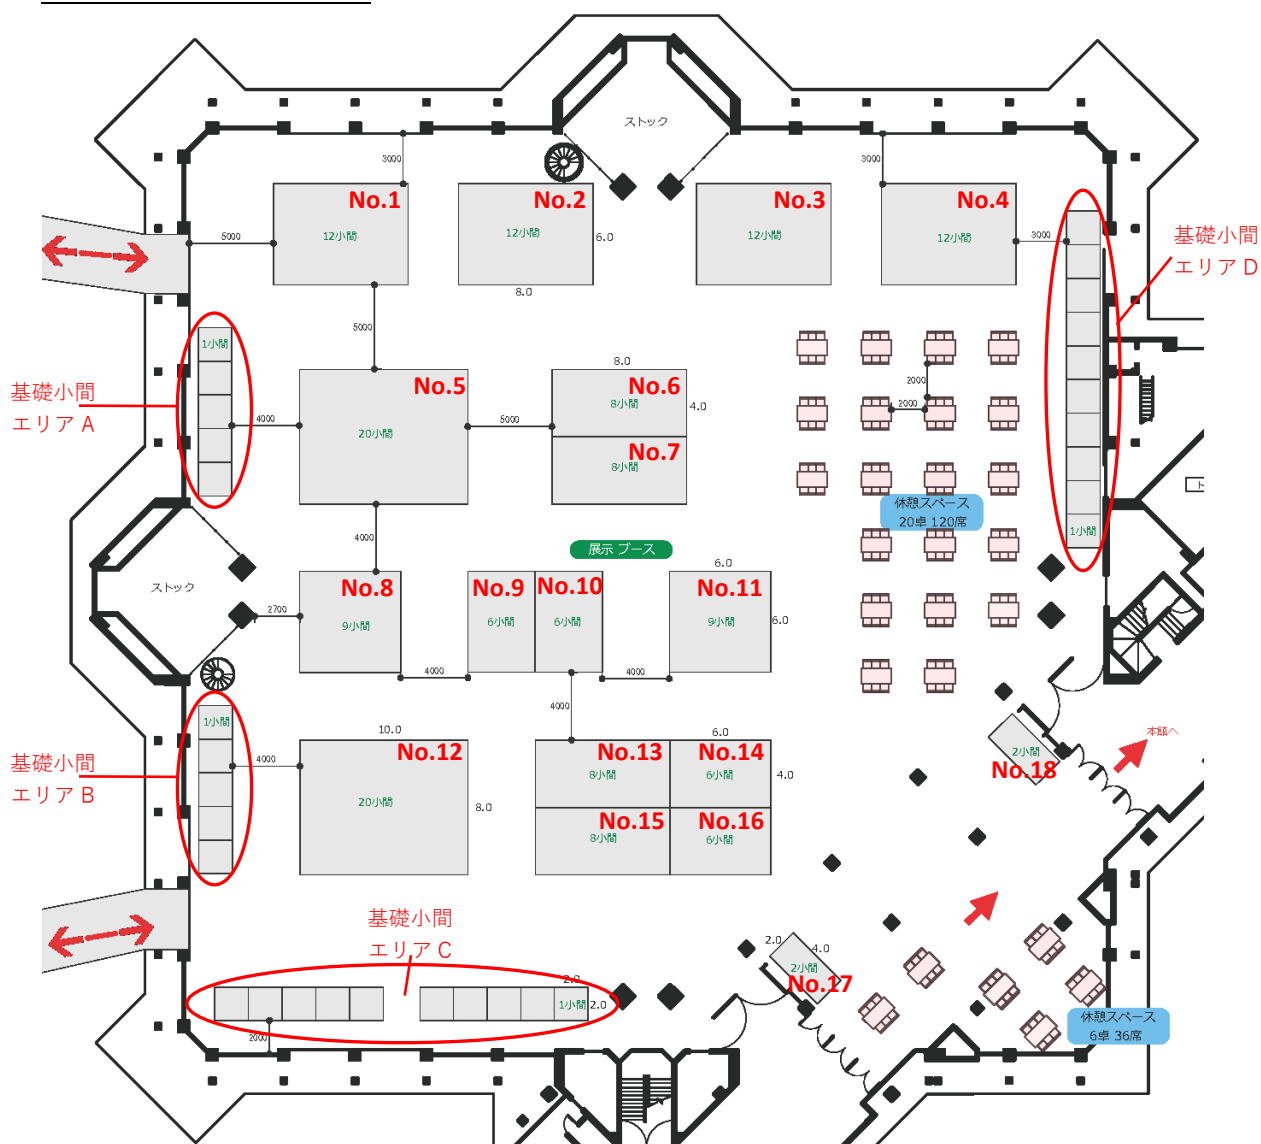 ストック
3000
3000
No.1
No.2
No.3
No.4
12小間
12小間
12小間
12小間
6.0
8.0
5000
3000
基礎小間
エリア D
5000
1小間
基礎小間
エリア A
4000
No.5
20小間
5000
8.0
No.6
8小間
4.0
No.7
8小間
2000
2000
休憩スペース
20卓 120席
1小間
4000
展示 ブース
ストック
2700
No.8
9小間
No.9
6小間
No.10
6小間
6.0
No.11
9小間
6.0
4000
4000
4000
1小間
基礎小間
エリア B
4000
10.0
No.12
20小間
8.0
6.0
No.13
8小間
No.14
6小間
4.0
No.15
8小間
No.16
6小間
2小間
No.18
本館へ
基礎小間
エリア C
2.0
1小間
2.0
2000
2.0
4.0
2小間
No.17
休憩スペース
6卓 36席